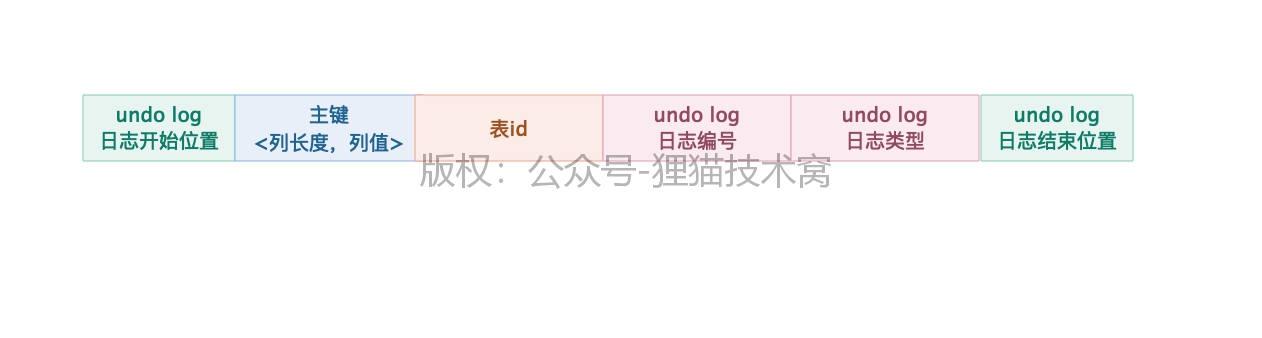 undo log
日志开始位置
主键
<列长度，列值>
表id
undo log
日志编号
undo log
日志类型
undo log
日志结束位置
版权：公众号-狸猫技术窝